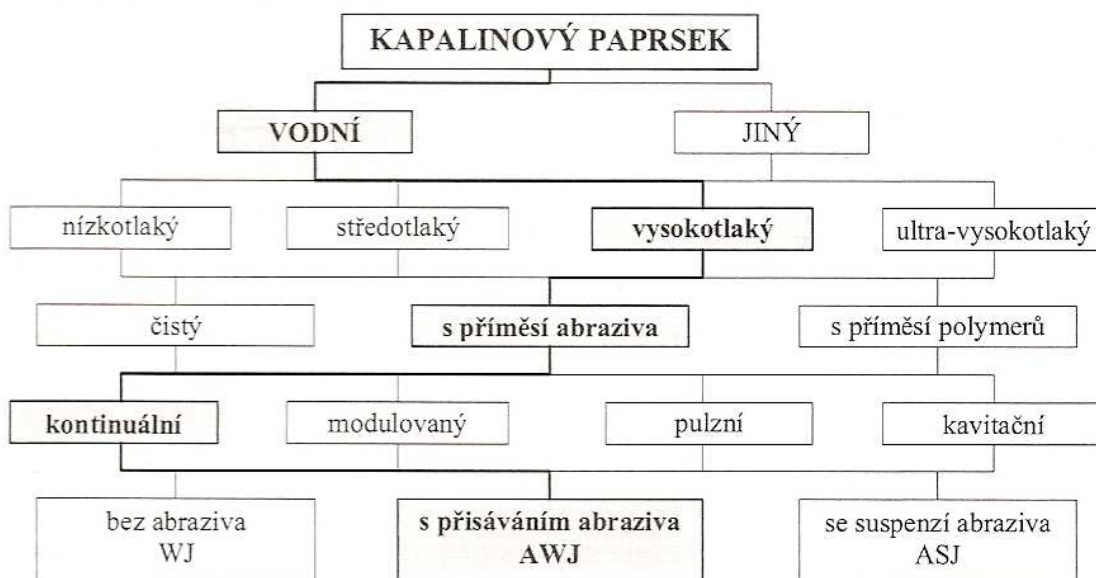 KAPALINOVÝ PAPRSEK
VODNÍ
JINÝ
nízkotlaký
středotlaký
vysokotlaký
ultra-vysokotlaký
čistý
s příměsí abraziva
s příměsí polymerů
kontinuální
modulovaný
pulzní
kavitační
bez abraziva
WJ
s přisáváním abraziva
AWJ
se suspenzí abraziva
ASJ